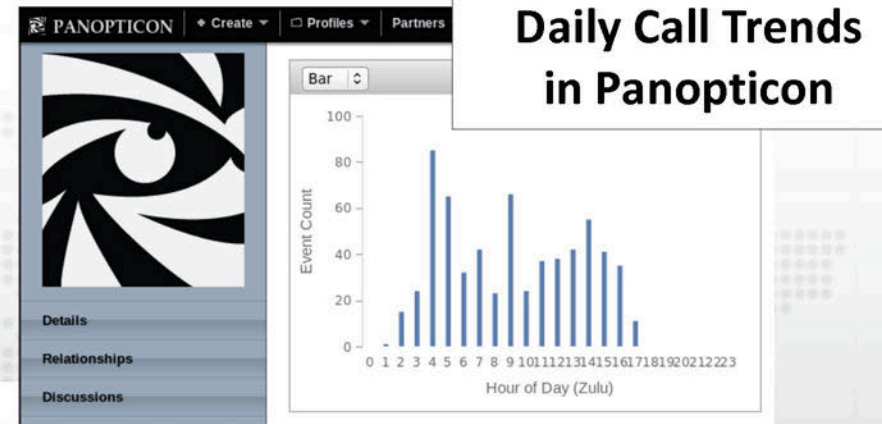 PANOPTICON
Create
Profiles
Partners
Daily Call Trends
in Panopticon
Bar
100
80
60
40
20
0
Event Count
0 1 2 3 4 5 6 7 8 9 10 11 12 13 14 15 16 17 18 19 20 21 22 23
Hour of Day (Zulu)
Details
Relationships
Discussions